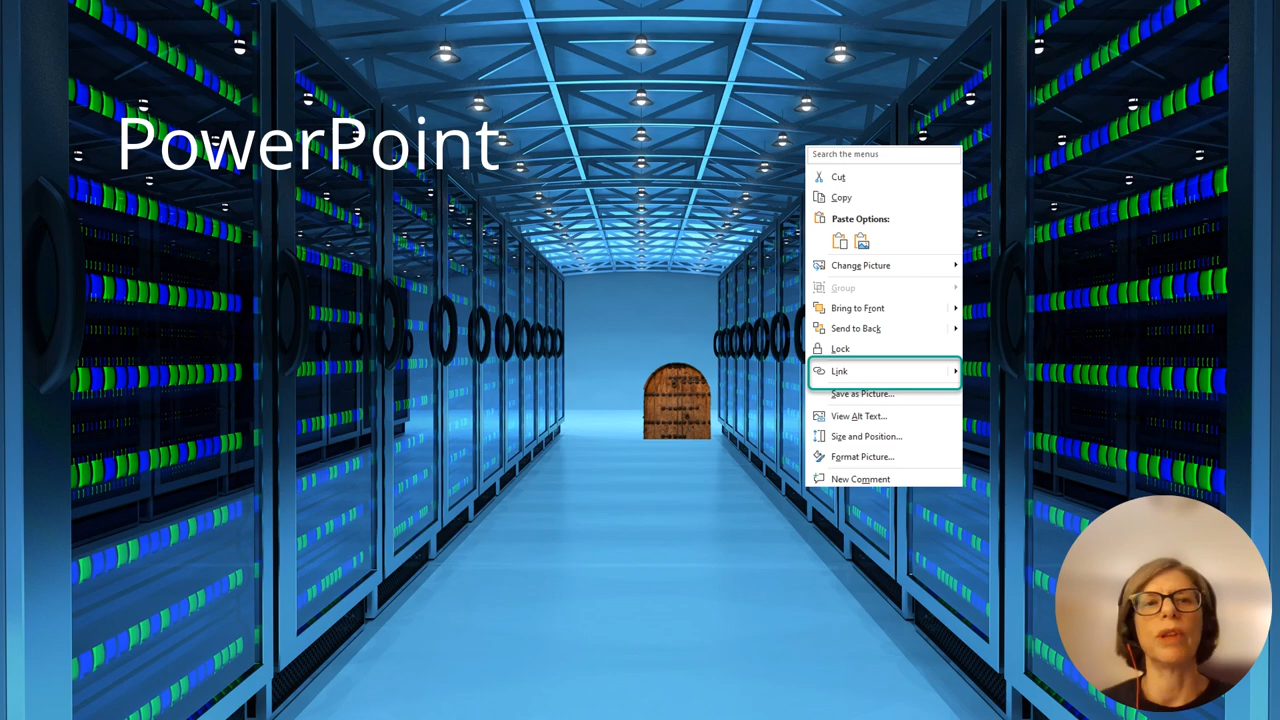 PowerPoint
Search the menus
Cut
Copy
Paste Options:
Change Picture
Group
Bring to Front
Send to Back
Lock
Link
Save as Picture...
View Alt Text...
Size and Position...
Format Picture...
New Comment